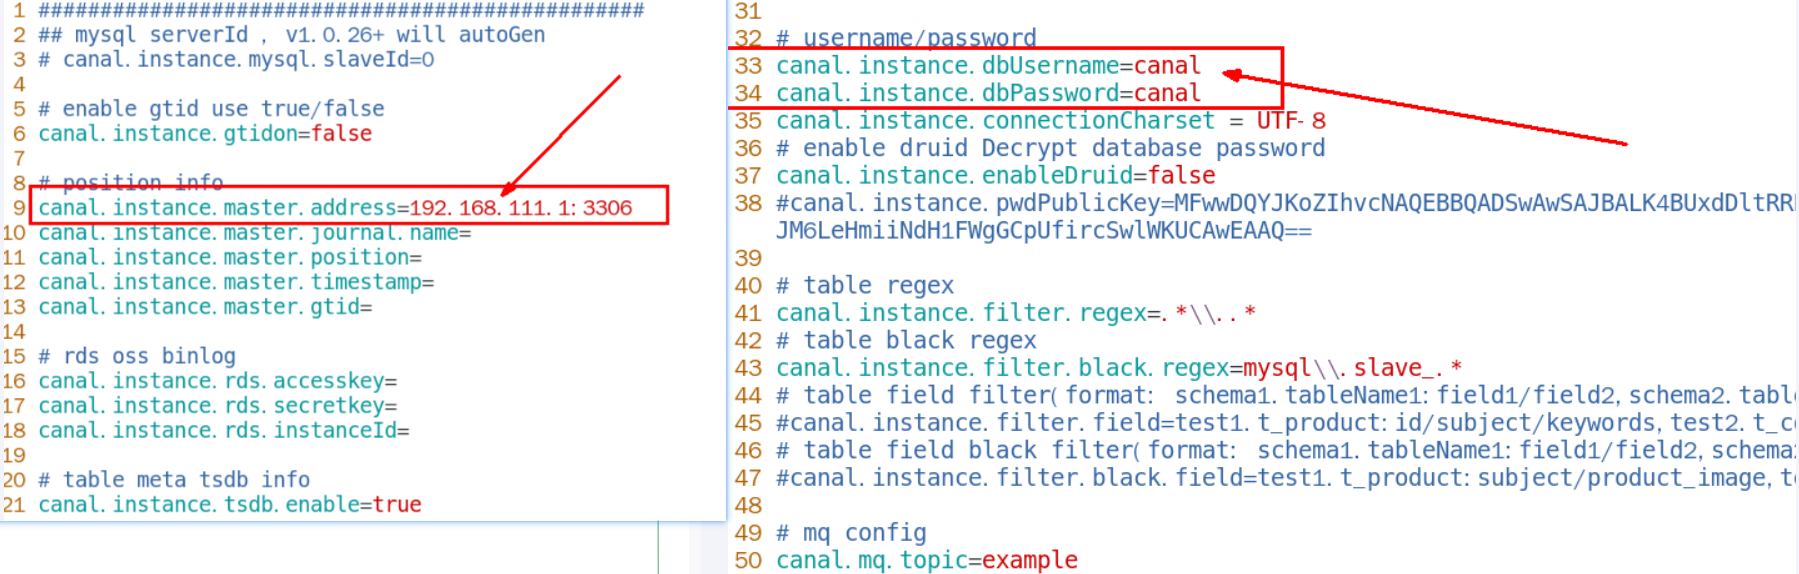 1 #################################################
2 ## mysql serverId , v1.0.26+ will autoGen
3 # canal.instance.mysql.slaveId=0
4
5 # enable gtid use true/false
6 canal.instance.gtidon=false
7
8 # position info
9 canal.instance.master.address=192.168.111.1:3306
10 canal.instance.master.journal.name=
11 canal.instance.master.position=
12 canal.instance.master.timestamp=
13 canal.instance.master.gtid=
14
15 # rds oss binlog
16 canal.instance.rds.accesskey=
17 canal.instance.rds.secretkey=
18 canal.instance.rds.instanceId=
19
20 # table meta tsdb info
21 canal.instance.tsdb.enable=true
31
32 # username/password
33 canal.instance.dbUsername=canal
34 canal.instance.dbPassword=canal
35 canal.instance.connectionCharset = UTF-8
36 # enable druid Decrypt database password
37 canal.instance.enableDruid=false
38 #canal.instance.pwdPublicKey=MFwwDQYJKoZIhvcNAQEBBQADSwAwSAJBALK4BUxdDltRR
JM6LeHmiiNdH1FWgGCpUfircSwlWKUCAwEAAQ==
39
40 # table regex
41 canal.instance.filter.regex=.*\\..*
42 # table black regex
43 canal.instance.filter.black.regex=mysql\\.slave_.*
44 # table field filter(format: schema1.tableName1:field1/field2,schema2.tabl
45 #canal.instance.filter.field=test1.t_product:id/subject/keywords,test2.t_c
46 # table field black filter(format: schema1.tableName1:field1/field2,schema
47 #canal.instance.filter.black.field=test1.t_product:subject/product_image,t
48
49 # mq config
50 canal.mq.topic=example